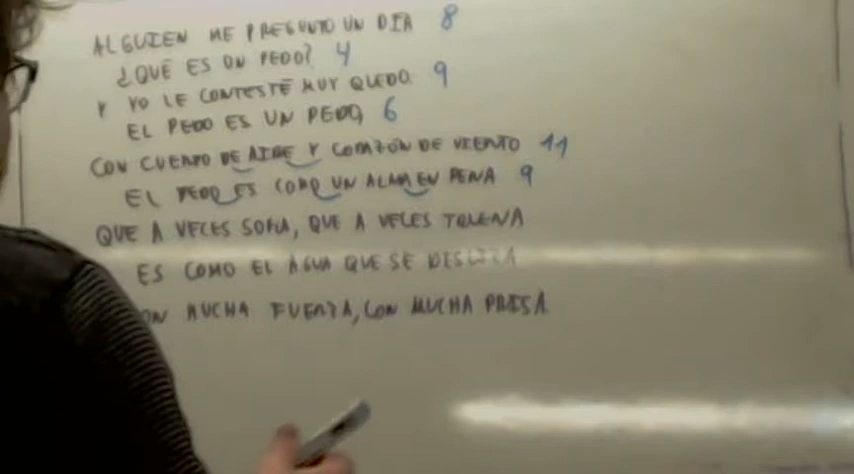 ALGUIEN ME PREGUNTÓ UN DIA 8
¿QUÉ ES UN PEDO? 4
Y YO LE CONTESTÉ MUY QUEDO 9
EL PEDO ES UN PEDO, 6
CON CUERPO DE AIRE Y CORAZÓN DE VIENTO 11
EL PEDO ES COMO UN ALMA EN PENA 9
QUE A VECES SOPLA, QUE A VECES TRUENA
ES COMO EL AGUA QUE SE DESLIZA
CON MUCHA FUERZA, CON MUCHA PRISA